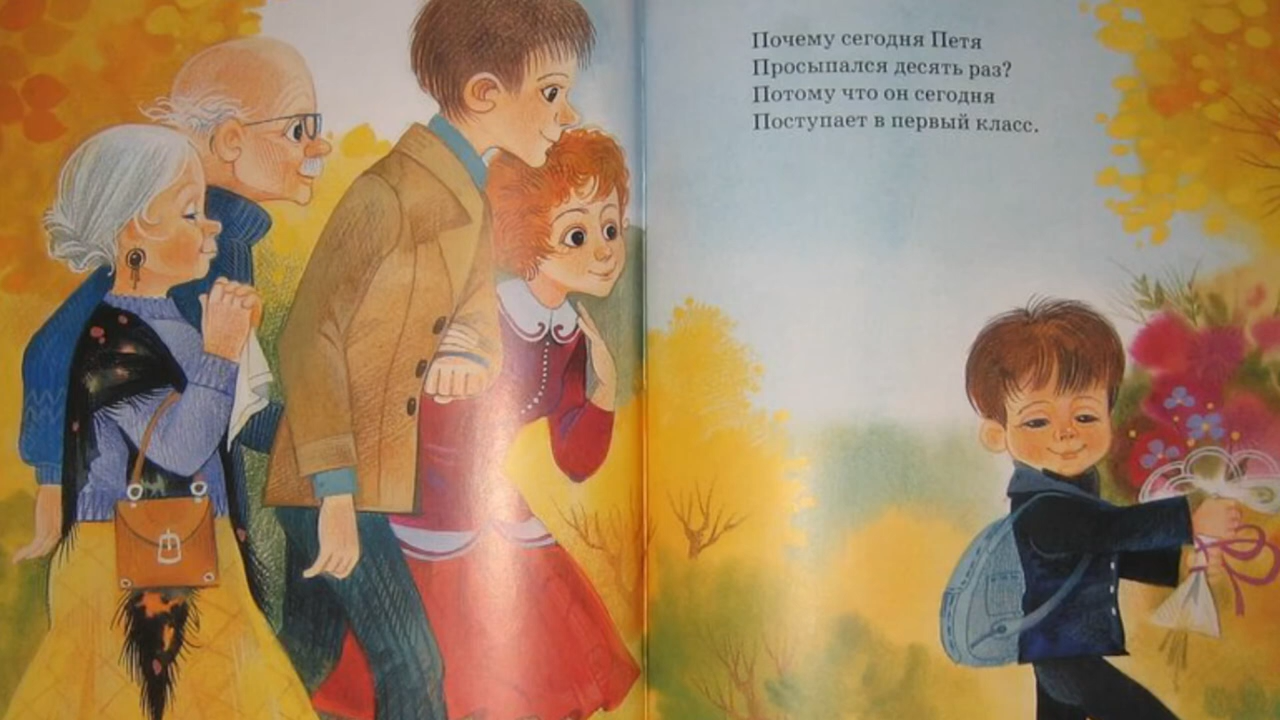 Почему сегодня Петя
Просыпался десять раз?
Потому что он сегодня
Поступает в первый класс.